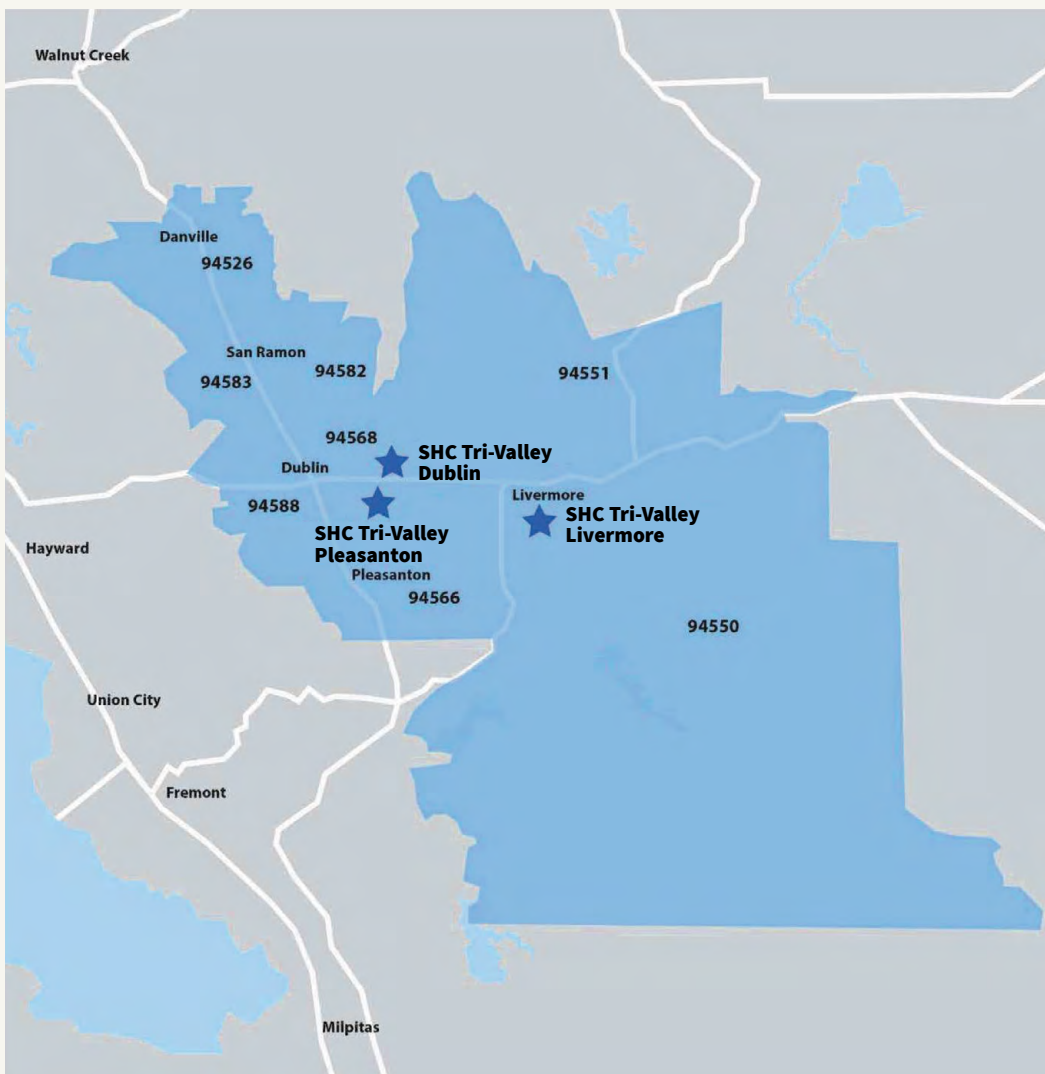 Walnut Creek
Danville
94526
San Ramon
94582
94583
94551
94568
SHC Tri-Valley
Dublin
Dublin
94588
Livermore
SHC Tri-Valley
Livermore
SHC Tri-Valley
Pleasanton
Hayward
Pleasanton
94566
94550
Union City
Fremont
Milpitas